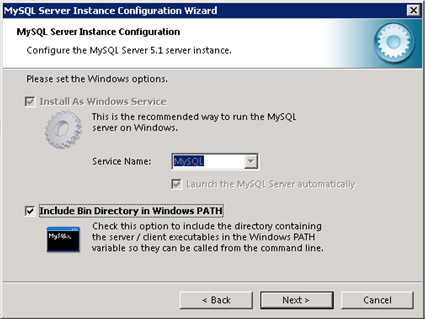 MySQL Server Instance Configuration Wizard
MySQL Server Instance Configuration
Configure the MySQL Server 5.1 server instance.
Please set the Windows options.
Install As Windows Service
This is the recommended way to run the MySQL
server on Windows.
Service Name:
MySQL
Launch the MySQL Server automatically
Include Bin Directory in Windows PATH
Check this option to include the directory containing
the server / client executables in the Windows PATH
variable so they can be called from the command line.
< Back
Next >
Cancel